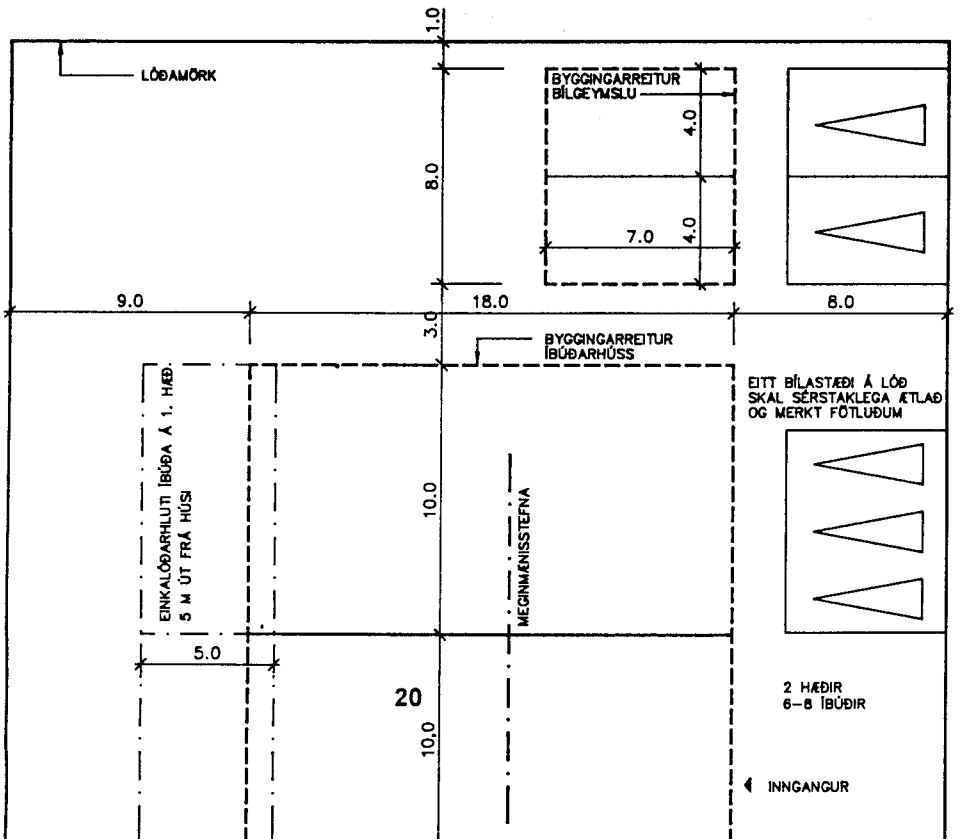 1.0
LÓÐAMÖRK
BYGGINGARREITUR
BÍLGEYMSLU
4.0
8.0
7.0
4.0
9.0
18.0
8.0
3.0
BYGGINGARREITUR
ÍBÚÐARHÚSS
EINKALÓÐARHLUTI ÍBÚÐA Á 1. HÆÐ.
5 M ÚT FRÁ HÚSI
EITT BÍLASTÆÐI Á LÓÐ
SKAL SÉRSTAKLEGA ÆTLAÐ
OG MERKT FÖTLUÐUM
10.0
MEGINMÆNISSTEFNA
5.0
20
2 HÆÐIR
6-8 ÍBÚÐIR
10,0
INNGANGUR